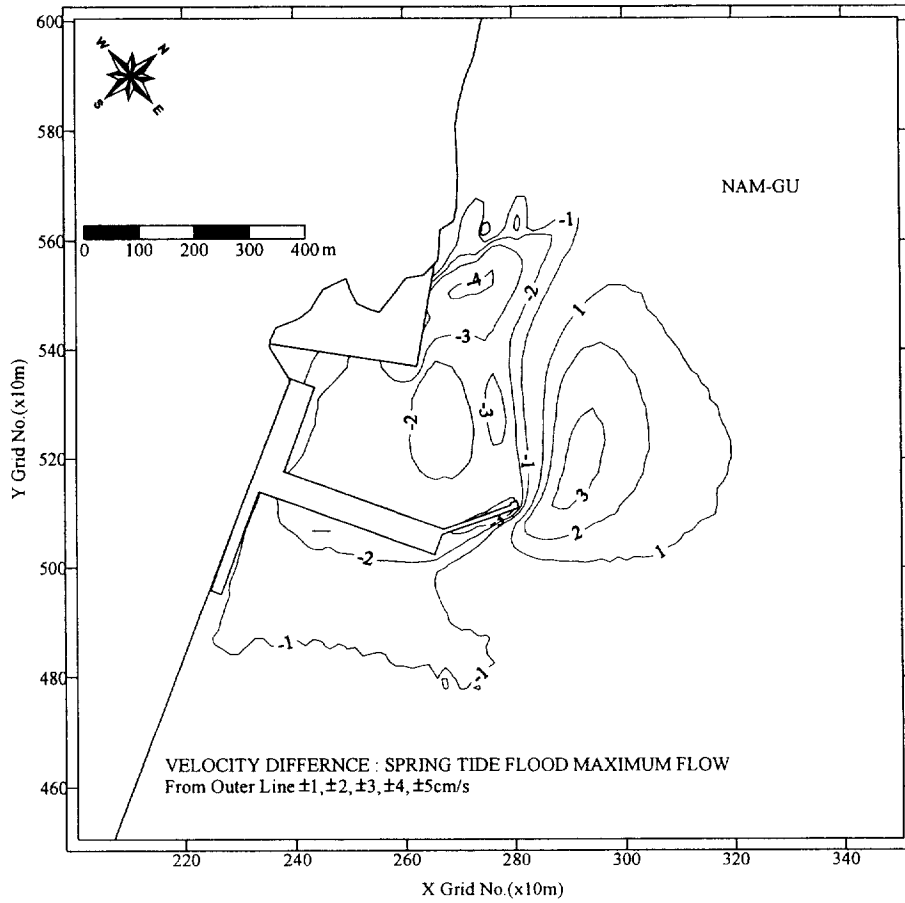 600
580
560
540
520
500
480
460
Y Grid No.(x10m)
W N
S E
NAM-GU
0 100 200 300 400 m
-1
-4
-2
1
-3
-2
-3
-1
3
2
1
-3
-2
-1
-1
VELOCITY DIFFERNCE : SPRING TIDE FLOOD MAXIMUM FLOW
From Outer Line ±1,±2,±3,±4,±5cm/s
220 240 260 280 300 320 340
X Grid No.(x10m)